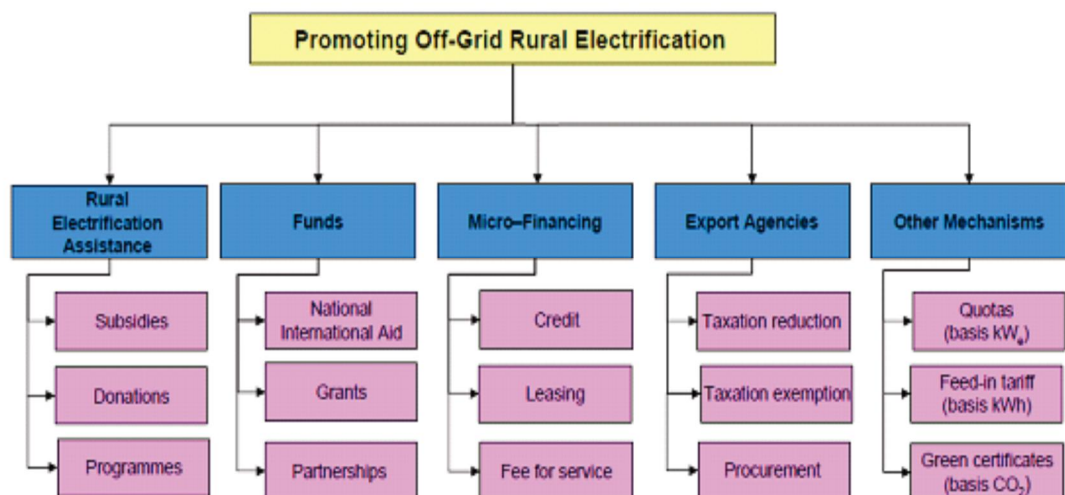 Promoting Off-Grid Rural Electrification
Rural
Electrification
Assistance
Funds
Micro–Financing
Export Agencies
Other Mechanisms
Subsidies
National
International Aid
Credit
Taxation reduction
Quotas
(basis kWₑ)
Donations
Grants
Leasing
Taxation exemption
Feed-in tariff
(basis kWh)
Programmes
Partnerships
Fee for service
Procurement
Green certificates
(basis CO₂)